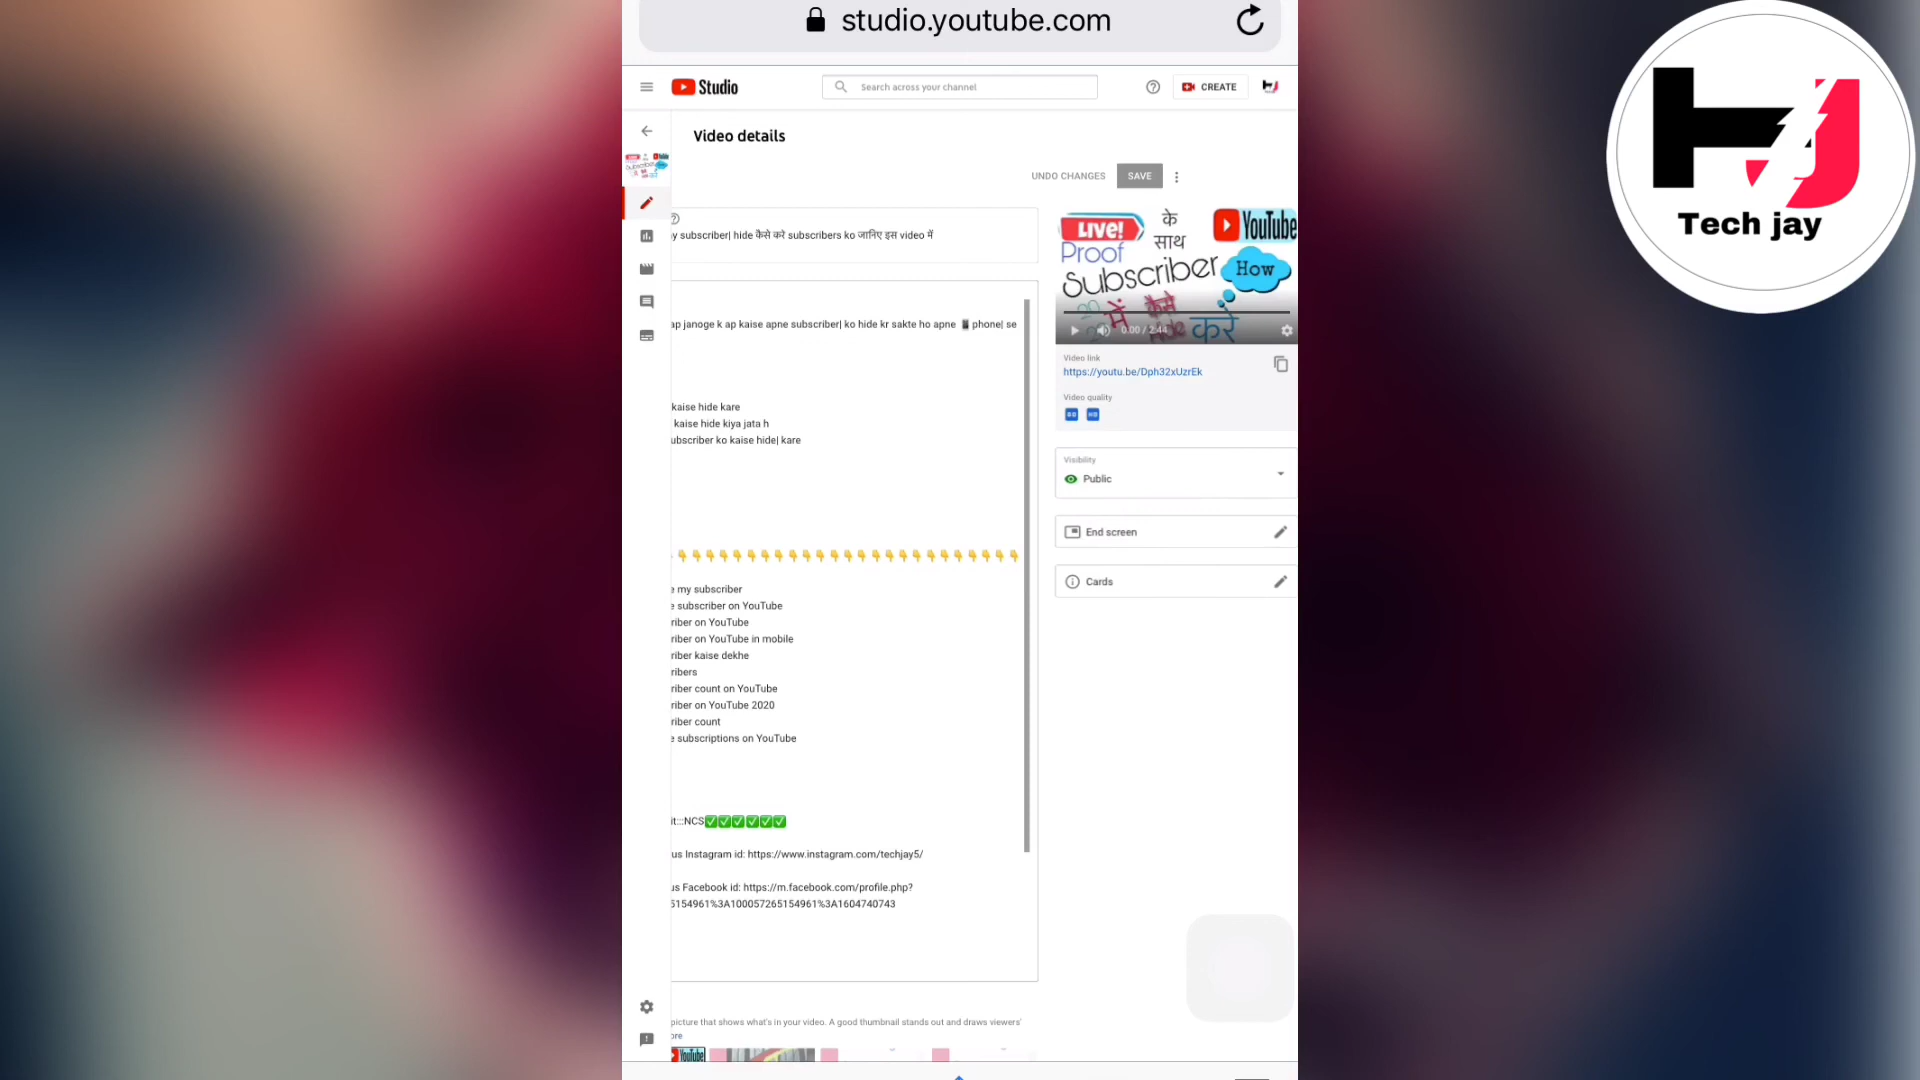 studio.youtube.com
Studio
Search across your channel
CREATE
Video details
UNDO CHANGES
SAVE
y subscriber| hide कैसे करे subscribers ko जानिए इस video में
ap janoge k ap kaise apne subscriber| ko hide kr sakte ho apne 📱phone| se
kaise hide kare
kaise hide kiya jata h
ubscriber ko kaise hide| kare
👇👇👇👇👇👇👇👇👇👇👇👇👇👇👇👇👇👇👇👇👇👇👇👇👇
e my subscriber
e subscriber on YouTube
riber on YouTube
riber on YouTube in mobile
riber kaise dekhe
ribers
riber count on YouTube
riber on YouTube 2020
riber count
e subscriptions on YouTube
it:::NCS✅✅✅✅✅✅
us Instagram id: https://www.instagram.com/techjay5/
us Facebook id: https://m.facebook.com/profile.php?
5154961%3A100057265154961%3A1604740743
picture that shows what's in your video. A good thumbnail stands out and draws viewers'
ore
YouTube
LIVE! के YouTube
साथ
Proof
Subscriber How
में कैसे
Hide करे
0:00 / 2:44
Video link
https://youtu.be/Dph32xUzrEk
Video quality
SD HD
Visibility
Public
End screen
Cards
Tech jay